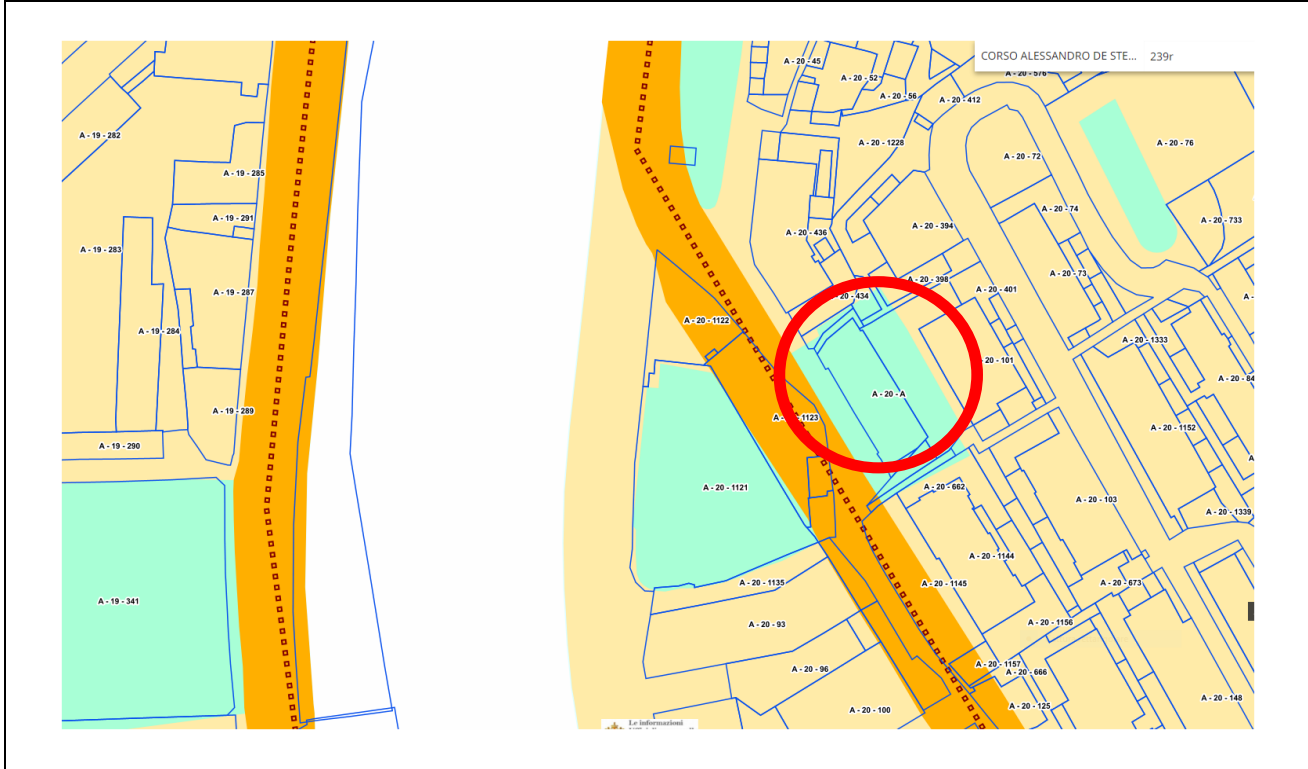 CORSO ALESSANDRO DE STE... 239r
A - 20 - 45
A - 20 - 52
A - 20 - 576
A - 20 - 56
A - 20 - 412
A - 19 - 282
A - 20 - 1228
A - 20 - 76
A - 20 - 72
A - 19 - 285
A - 20 - 74
A - 19 - 291
A - 20 - 733
A - 20 - 394
A - 20 - 436
A - 19 - 283
A - 20 - 73
A - 20 - 398
A - 19 - 287
A - 20 - 401
20 - 434
A -
A - 20 - 1122
A - 19 - 284
A - 20 - 1333
20 - 101
A - 20 - 84
A - 20 - A
A - 19 - 289
1123
A - 20 - 1152
A - 19 - 290
A - 20 - 1121
A - 20 - 662
A - 20 - 103
A - 20 - 1339
A - 20 - 1144
A - 20 - 1135
A - 20 - 1145
A - 20 - 673
A - 19 - 341
A - 20 - 93
A - 20 - 1156
A - 20 - 1157
A - 20 - 96
A - 20 - 666
A - 20 - 148
A - 20 - 125
A - 20 - 100
Le informazioni